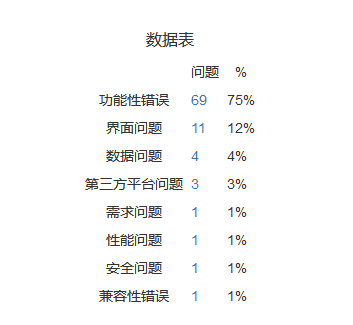 数据表
问题 %
功能性错误 69 75%
界面问题 11 12%
数据问题 4 4%
第三方平台问题 3 3%
需求问题 1 1%
性能问题 1 1%
安全问题 1 1%
兼容性错误 1 1%